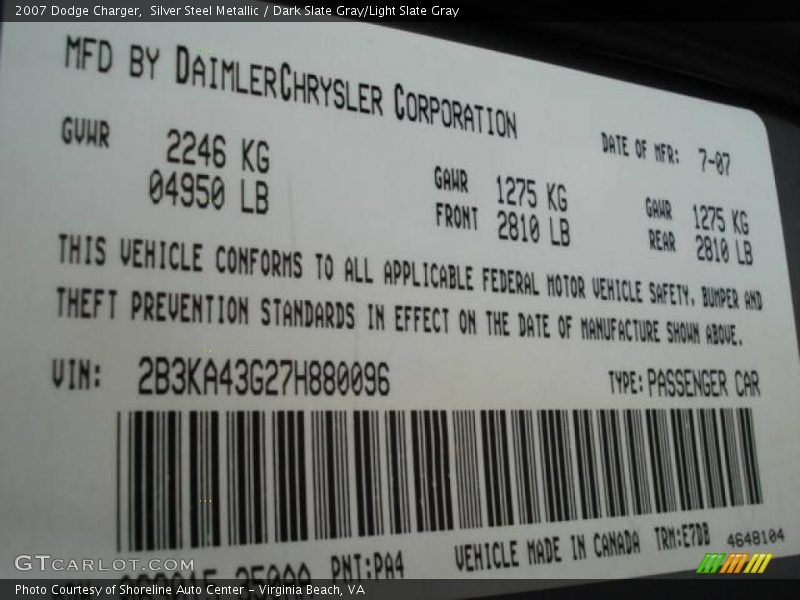 2007 Dodge Charger,  Silver Steel Metallic / Dark Slate Gray/Light Slate Gray
MFD BY DAIMLERCHRYSLER CORPORATION
DATE OF MFR: 7-07
GVWR 2246 KG
04950 LB
GAWR FRONT 1275 KG
2810 LB
GAWR REAR 1275 KG
2810 LB
THIS VEHICLE CONFORMS TO ALL APPLICABLE FEDERAL MOTOR VEHICLE SAFETY, BUMPER AND
THEFT PREVENTION STANDARDS IN EFFECT ON THE DATE OF MANUFACTURE SHOWN ABOVE.
VIN: 2B3KA43G27H880096 TYPE: PASSENGER CAR
VEHICLE MADE IN CANADA TRM:E7DB 4648104
PNT:PA4
GTCARLOT.COM
Photo Courtesy of Shoreline Auto Center - Virginia Beach, VA